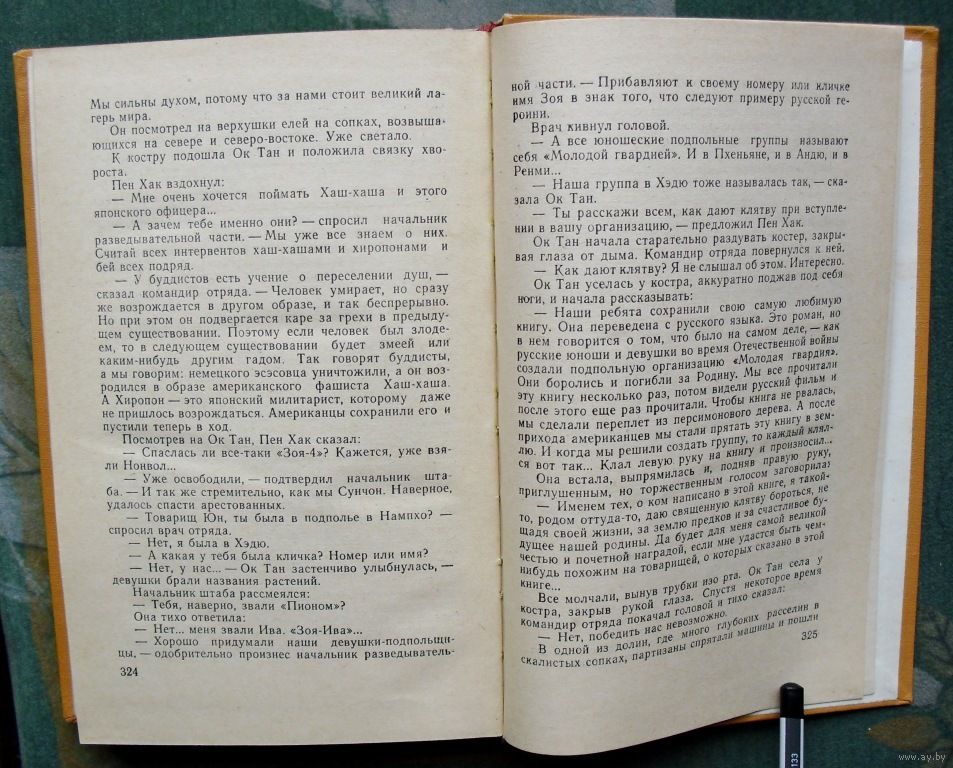 Мы сильны духом, потому что за нами стоит великий ла-
герь мира.
Он посмотрел на верхушки елей на сопках, возвыша-
ющихся на севере и северо-востоке. Уже светало.
К костру подошла Ок Тан и положила связку хво-
роста.
Пен Хак вздохнул:
— Мне очень хочется поймать Хаш-хаша и этого
японского офицера...
— А зачем тебе именно они? — спросил начальник
разведывательной части. — Мы уже все знаем о них.
Считай всех интервентов хаш-хашами и хиропонами и
бей всех подряд.
— У буддистов есть учение о переселении душ, —
сказал командир отряда. — Человек умирает, но сразу
же возрождается в другом образе, и так беспрерывно.
Но при этом он подвергается каре за грехи в предыду-
щем существовании. Поэтому если человек был злоде-
ем, то в следующем существовании будет змеей или
каким-нибудь другим гадом. Так говорят буддисты,
а мы говорим: немецкого эсэсовца уничтожили, а он воз-
родился в образе американского фашиста Хаш-хаша.
А Хиропон — это японский милитарист, которому даже
не пришлось возрождаться. Американцы сохранили его и
пустили теперь в ход.
Посмотрев на Ок Тан, Пен Хак сказал:
— Спаслась ли все-таки «Зоя-4»? Кажется, уже взя-
ли Нонвол...
— Уже освободили, — подтвердил начальник шта-
ба. — И так же стремительно, как мы Сунчон. Наверное,
удалось спасти арестованных.
— Товарищ Юн, ты была в подполье в Нампхо? —
спросил врач отряда.
— Нет, я была в Хэдю.
— А какая у тебя была кличка? Номер или имя?
— Нет, у нас... — Ок Тан застенчиво улыбнулась, —
девушки брали названия растений.
Начальник штаба рассмеялся:
— Тебя, наверно, звали «Пионом»?
Она тихо ответила:
— Нет... меня звали Ива. «Зоя-Ива»...
— Хорошо придумали наши девушки-подпольщи-
цы, — одобрительно произнес начальник разведыватель-
324
ной части. — Прибавляют к своему номеру или кличке
имя Зоя в знак того, что следуют примеру русской ге-
роини.
Врач кивнул головой.
— А все юношеские подпольные группы называют
себя «Молодой гвардией». И в Пхеньяне, и в Андю, и в
Ренми...
— Наша группа в Хэдю тоже называлась так, — ска-
зала Ок Тан.
— Ты расскажи всем, как дают клятву при вступле-
нии в вашу организацию, — предложил Пен Хак.
Ок Тан начала старательно раздувать костер, закры-
вая глаза от дыма. Командир отряда повернулся к ней.
— Как дают клятву? Я не слышал об этом. Интересно.
Ок Тан уселась у костра, аккуратно поджав под себя
ноги, и начала рассказывать:
— Наши ребята сохранили свою самую любимую
книгу. Она переведена с русского языка. Это роман, но
в нем говорится о том, что было на самом деле, — как
русские юноши и девушки во время Отечественной войны
создали подпольную организацию «Молодая гвардия».
Они боролись и погибли за Родину. Мы все прочитали
эту книгу несколько раз, потом видели русский фильм и
после этого еще раз прочитали. Чтобы книга не рвалась,
мы сделали переплет из персимонового дерева. А после
прихода американцев мы стали прятать эту книгу в зем-
лю. И когда мы решили создать группу, то каждый клял-
ся вот так... Клал левую руку на книгу и произносил...
Она встала, выпрямилась и, подняв правую руку,
приглушенным, но торжественным голосом заговорила:
— Именем тех, о ком написано в этой книге, я такой-
то, родом оттуда-то, даю священную клятву бороться, не
щадя своей жизни, за землю предков и за счастливое бу-
дущее нашей родины. Да будет для меня самой великой
честью и почетной наградой, если мне удастся быть чем-
нибудь похожим на товарищей, о которых сказано в этой
книге...
Все молчали, вынув трубки изо рта. Ок Тан села у
костра, закрыв рукой глаза. Спустя некоторое время
командир отряда покачал головой и тихо сказал:
— Нет, победить нас невозможно.
В одной из долин, где много глубоких расселин в
скалистых сопках, партизаны спрятали машины и пошли
325
133
www.ay.by